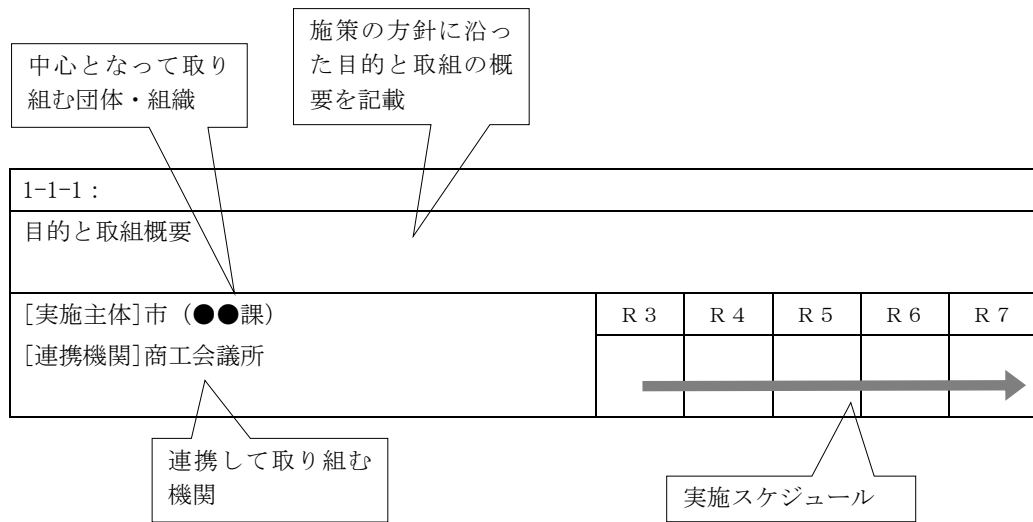 施策の方針に沿っ
た目的と取組の概
要を記載
中心となって取り
組む団体・組織
1-1-1：
目的と取組概要
[実施主体]市（●●課）
[連携機関]商工会議所
Ｒ３
Ｒ４
Ｒ５
Ｒ６
Ｒ７
連携して取り組む
機関
実施スケジュール